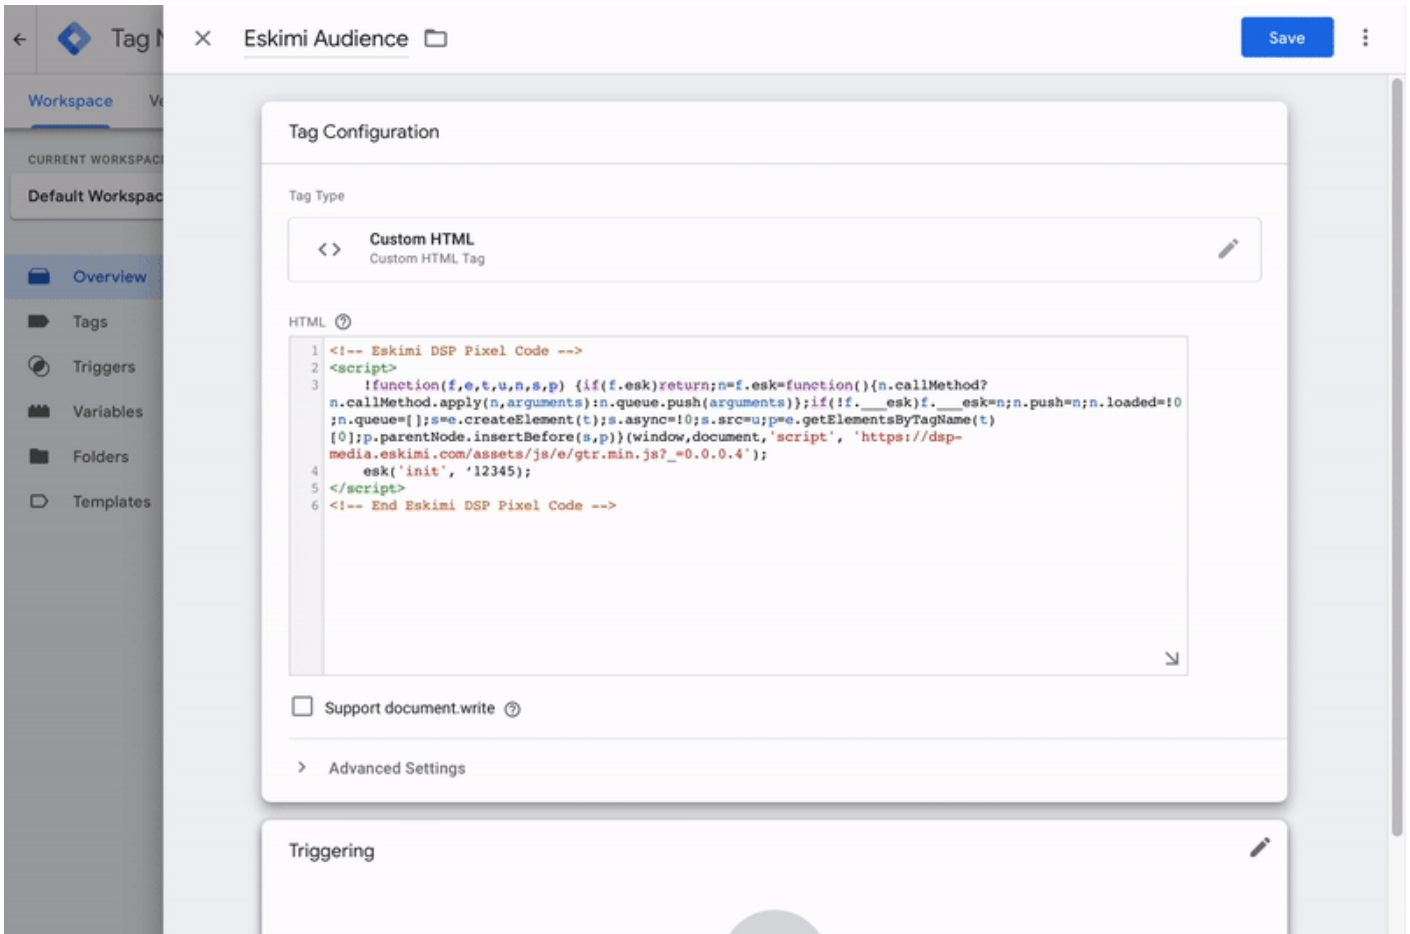 Tag
Eskimi Audience
Save
Workspace
CURRENT WORKSPAC
Default Workspac
Overview
Tags
Triggers
Variables
Folders
Templates
Tag Configuration
Tag Type
Custom HTML
Custom HTML Tag
HTML
1 <!-- Eskimi DSP Pixel Code -->
2 <script>
3 !function(f,e,t,u,n,s,p) {if(f.esk)return;n=f.esk=function(){n.callMethod?
n.callMethod.apply(n,arguments):n.queue.push(arguments)};if(!f.___esk)f.___esk=n;n.push=n;n.loaded=!0
;n.queue=[];s=e.createElement(t);s.async=!0;s.src=u;p=e.getElementsByTagName(t)
[0];p.parentNode.insertBefore(s,p)}(window,document,'script', 'https://dsp-
media.eskimi.com/assets/js/e/gtr.min.js?_=0.0.0.4');
4 esk('init', ‘12345);
5 </script>
6 <!-- End Eskimi DSP Pixel Code -->
Support document.write
Advanced Settings
Triggering